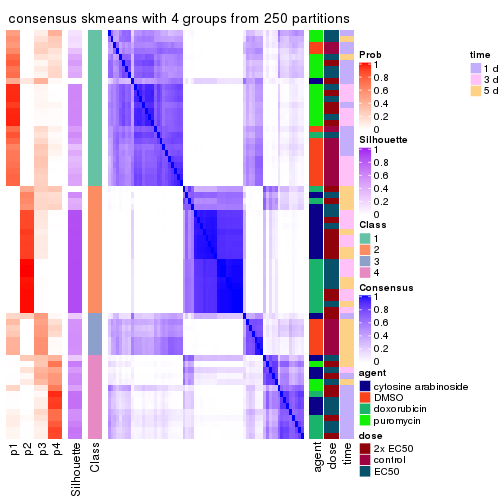 consensus skmeans with 4 groups from 250 partitions
Prob
1
0.8
0.6
0.4
0.2
0
Silhouette
1
0.8
0.6
0.4
0.2
0
Class
1
2
3
4
Consensus
1
0.8
0.6
0.4
0.2
0
agent
cytosine arabinoside
DMSO
doxorubicin
puromycin
dose
2x EC50
control
EC50
time
1 d
3 d
5 d
p1
p2
p3
p4
Silhouette
Class
agent
dose
time